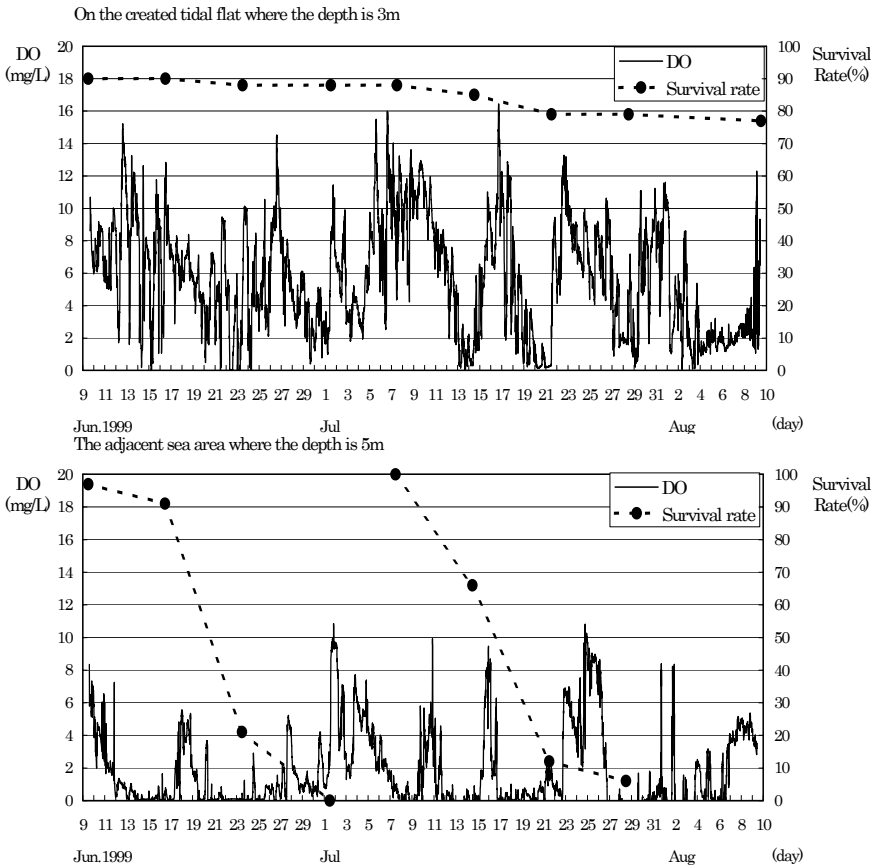 On the created tidal flat where the depth is 3m
DO
(mg/L)
Survival
Rate(%)
DO
Survival rate
20
18
16
14
12
10
8
6
4
2
0
100
90
80
70
60
50
40
30
20
10
0
9 11 13 15 17 19 21 23 25 27 29 1 3 5 7 9 11 13 15 17 19 21 23 25 27 29 31 2 4 6 8 10
Jun.1999 Jul Aug (day)
The adjacent sea area where the depth is 5m
DO
(mg/L)
Survival
Rate(%)
DO
Survival rate
20
18
16
14
12
10
8
6
4
2
0
100
90
80
70
60
50
40
30
20
10
0
9 11 13 15 17 19 21 23 25 27 29 1 3 5 7 9 11 13 15 17 19 21 23 25 27 29 31 2 4 6 8 10
Jun.1999 Jul Aug (day)